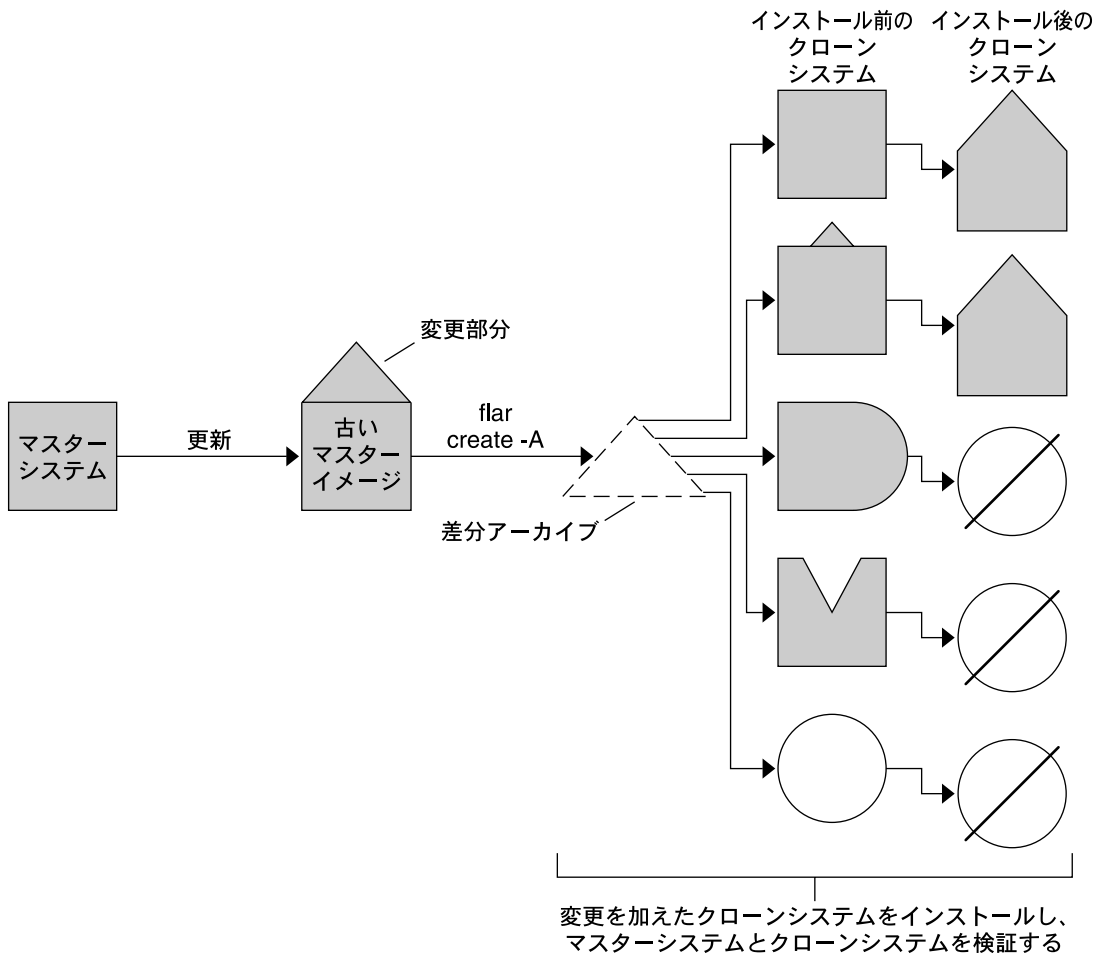 インストール前の
クローン
システム
インストール後の
クローン
システム
変更部分
マスター
システム
更新
古い
マスター
イメージ
flar
create -A
差分アーカイブ
変更を加えたクローンシステムをインストールし、
マスターシステムとクローンシステムを検証する